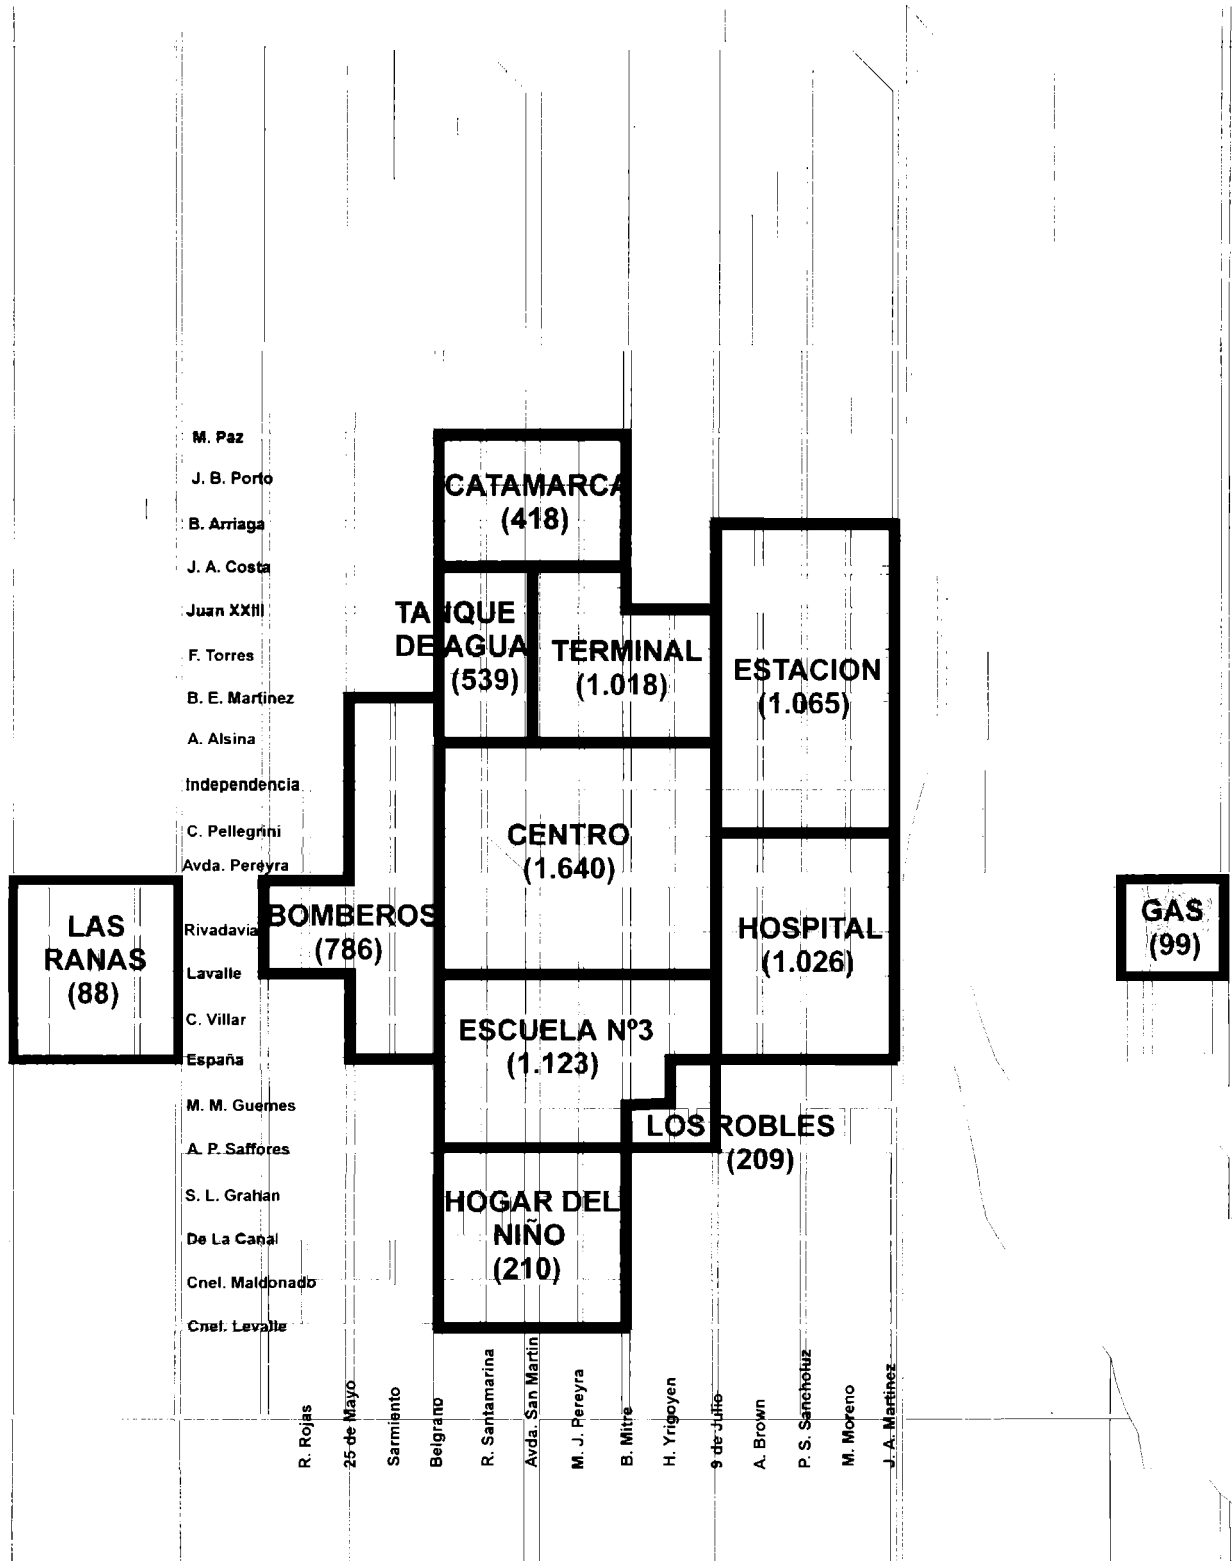 M. Paz
J. B. Porto
B. Arriaga
J. A. Costa
Juan XXIII
F. Torres
B. E. Martinez
A. Alsina
Independencia
C. Pellegrini
Avda. Pereyra
Rivadavia
Lavalle
C. Villar
España
M. M. Guemes
A. P. Saffores
S. L. Grahan
De La Canal
Cnel. Maldonado
Cnel. Levalle
CATAMARCA
(418)
TANQUE
DE AGUA
(539)
TERMINAL
(1.018)
ESTACION
(1.065)
CENTRO
(1.640)
BOMBEROS
(786)
LAS
RANAS
(88)
HOSPITAL
(1.026)
GAS
(99)
ESCUELA Nº3
(1.123)
LOS ROBLES
(209)
HOGAR DEL
NIÑO
(210)
R. Rojas
25 de Mayo
Sarmiento
Belgrano
R. Santamarina
Avda. San Martin
M. J. Pereyra
B. Mitre
H. Yrigoyen
9 de Julio
A. Brown
P. S. Sancholuz
M. Moreno
J. A. Martinez